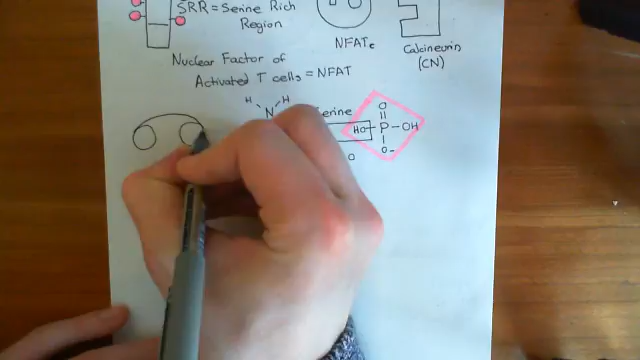 SRR = Serine Rich
Region
NFATc
Calcineurin
(CN)
Nuclear Factor of
Activated T cells = NFAT
H H
N
Serine
O
HO-P-OH
O-
O